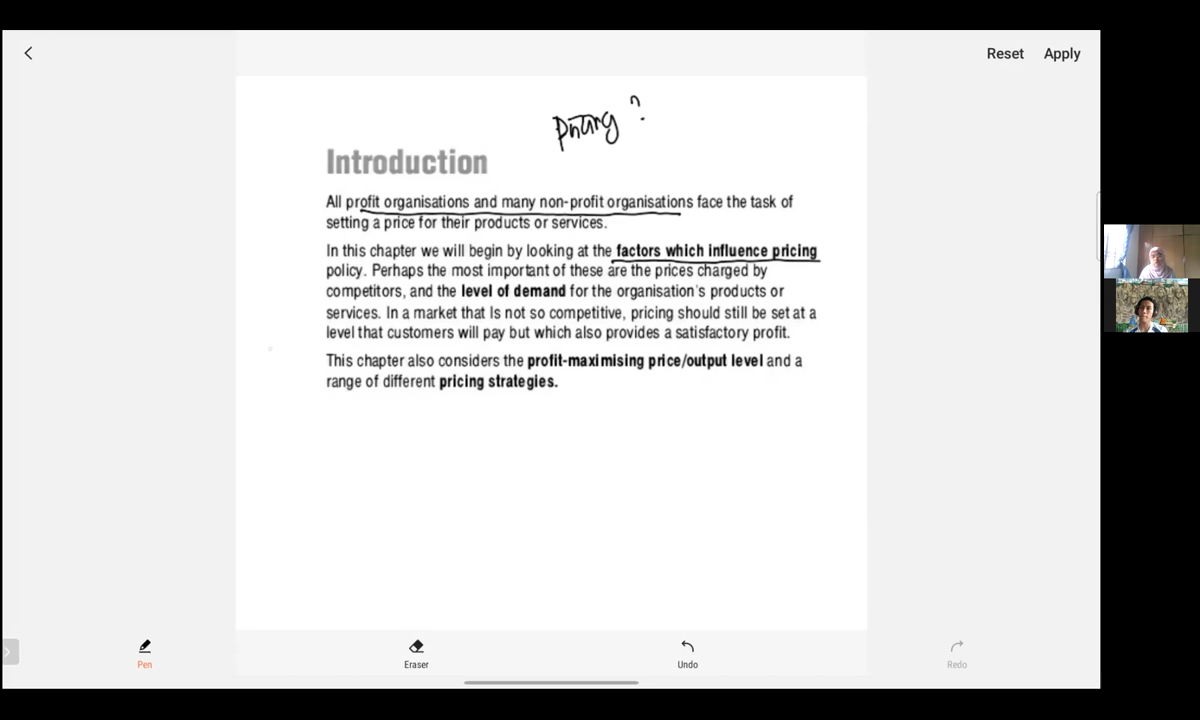 Reset Apply
Pricing ?
Introduction
All profit organisations and many non-profit organisations face the task of
setting a price for their products or services.
In this chapter we will begin by looking at the factors which influence pricing
policy. Perhaps the most important of these are the prices charged by
competitors, and the level of demand for the organisation's products or
services. In a market that Is not so competitive, pricing should still be set at a
level that customers will pay but which also provides a satisfactory profit.
This chapter also considers the profit-maximising price/output level and a
range of different pricing strategies.
Pen Eraser Undo Redo